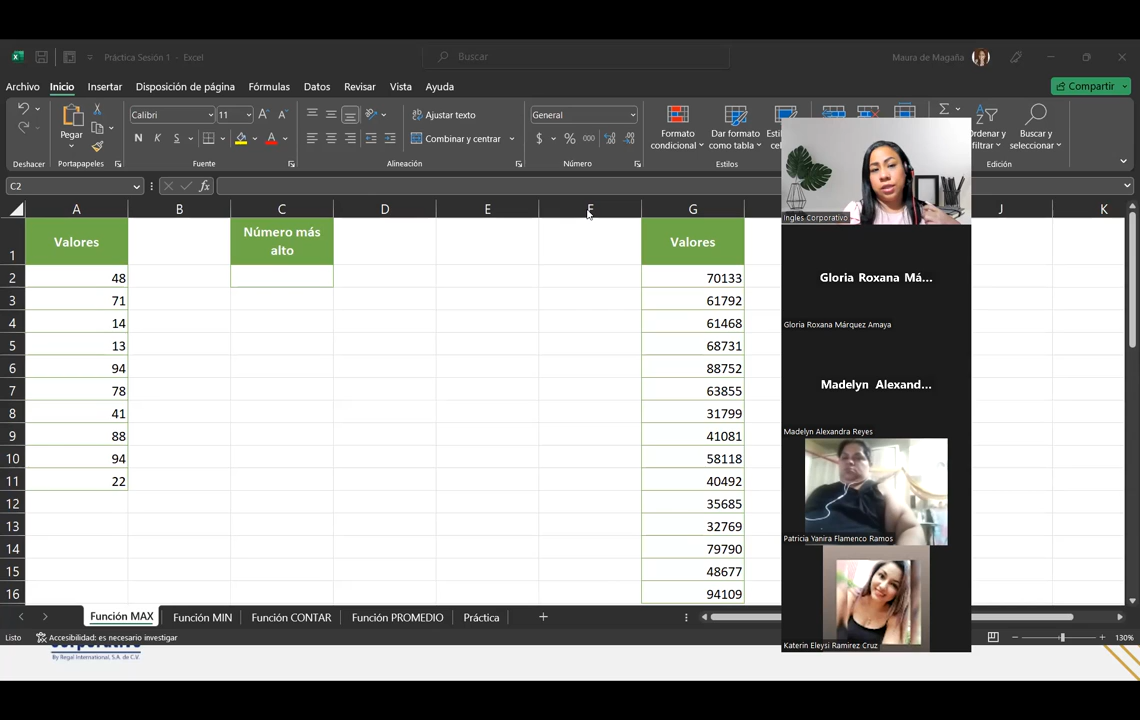 Práctica Sesión 1 - Excel
Buscar
Maura de Magaña
Archivo
Inicio
Insertar
Disposición de página
Fórmulas
Datos
Revisar
Vista
Ayuda
Compartir
Pegar
Calibri
11
N K S
Ajustar texto
Combinar y centrar
General
$ % 000
Formato condicional
Dar formato como tabla
Buscar y seleccionar
Deshacer
Portapapeles
Fuente
Alineación
Número
Estilos
Edición
C2
fx
A B C D E F G J K
1 Valores Número más alto Valores
2 48 70133
3 71 61792
4 14 61468
5 13 68731
6 94 88752
7 78 63855
8 41 31799
9 88 41081
10 94 58118
11 22 40492
12 35685
13 32769
14 79790
15 48677
16 94109
Ingles Corporativo
Gloria Roxana Má...
Gloria Roxana Márquez Amaya
Madelyn Alexand...
Madelyn Alexandra Reyes
Patricia Yanira Flamenco Ramos
Katerin Eleysi Ramirez Cruz
Función MAX
Función MIN
Función CONTAR
Función PROMEDIO
Práctica
Listo
Accesibilidad: es necesario investigar
130%
By Regal International, S.A. de C.V.